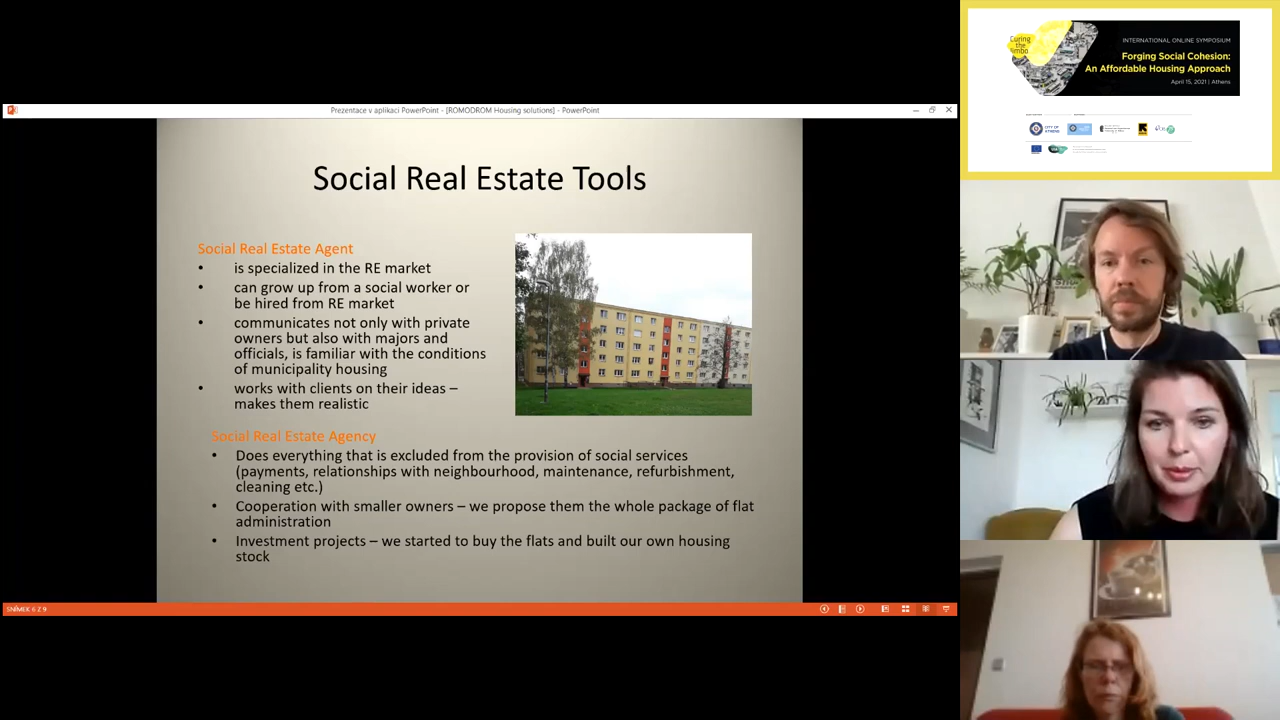 Prezentace v aplikaci PowerPoint - [ROMODROM Housing solutions] - PowerPoint
Social Real Estate Tools
Social Real Estate Agent
• is specialized in the RE market
• can grow up from a social worker or
be hired from RE market
• communicates not only with private
owners but also with majors and
officials, is familiar with the conditions
of municipality housing
• works with clients on their ideas –
makes them realistic
Social Real Estate Agency
• Does everything that is excluded from the provision of social services
(payments, relationships with neighbourhood, maintenance, refurbishment,
cleaning etc.)
• Cooperation with smaller owners – we propose them the whole package of flat
administration
• Investment projects – we started to buy the flats and built our own housing
stock
SNÍMEK 6 Z 9
Curing
the
limbo
INTERNATIONAL ONLINE SYMPOSIUM
Forging Social Cohesion:
An Affordable Housing Approach
April 15, 2021 | Athens
CITY OF
ATHENS